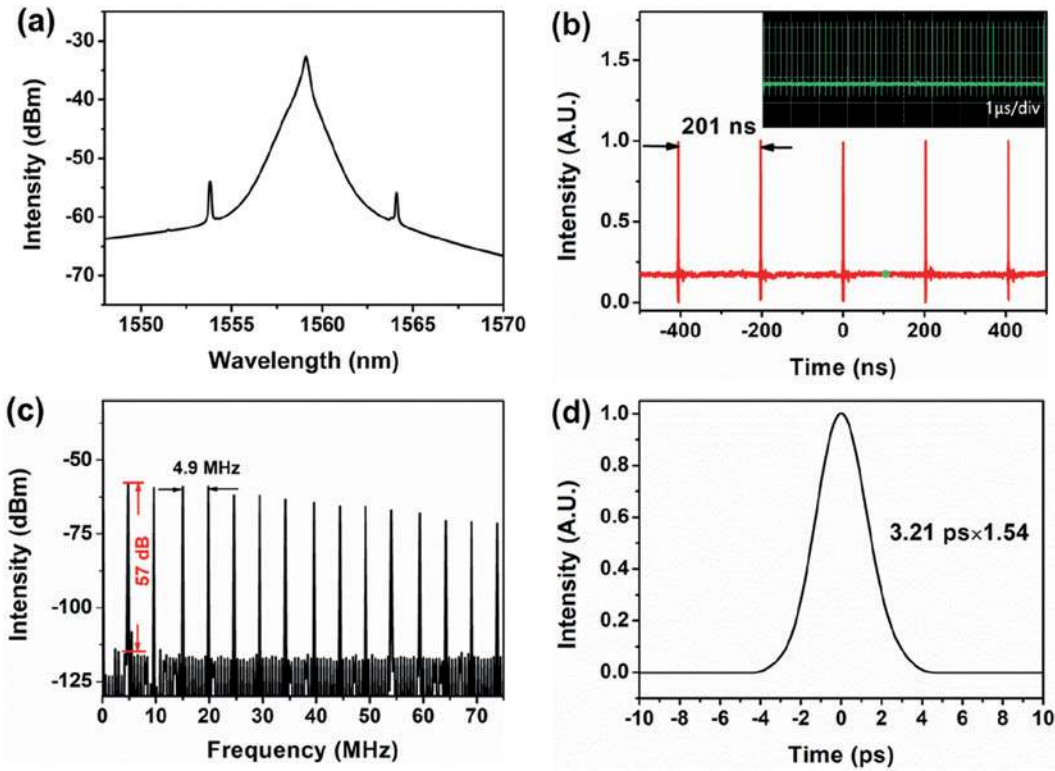 (a)
-30
-40
-50
-60
-70
Intensity (dBm)
1550 1555 1560 1565 1570
Wavelength (nm)
(b)
1.5
1.0
0.5
0.0
Intensity (A.U.)
201 ns
1μs/div
-400 -200 0 200 400
Time (ns)
(c)
-50
-75
-100
-125
Intensity (dBm)
4.9 MHz
57 dB
0 10 20 30 40 50 60 70
Frequency (MHz)
(d)
1.0
0.8
0.6
0.4
0.2
0.0
Intensity (A.U.)
3.21 ps×1.54
-10 -8 -6 -4 -2 0 2 4 6 8 10
Time (ps)